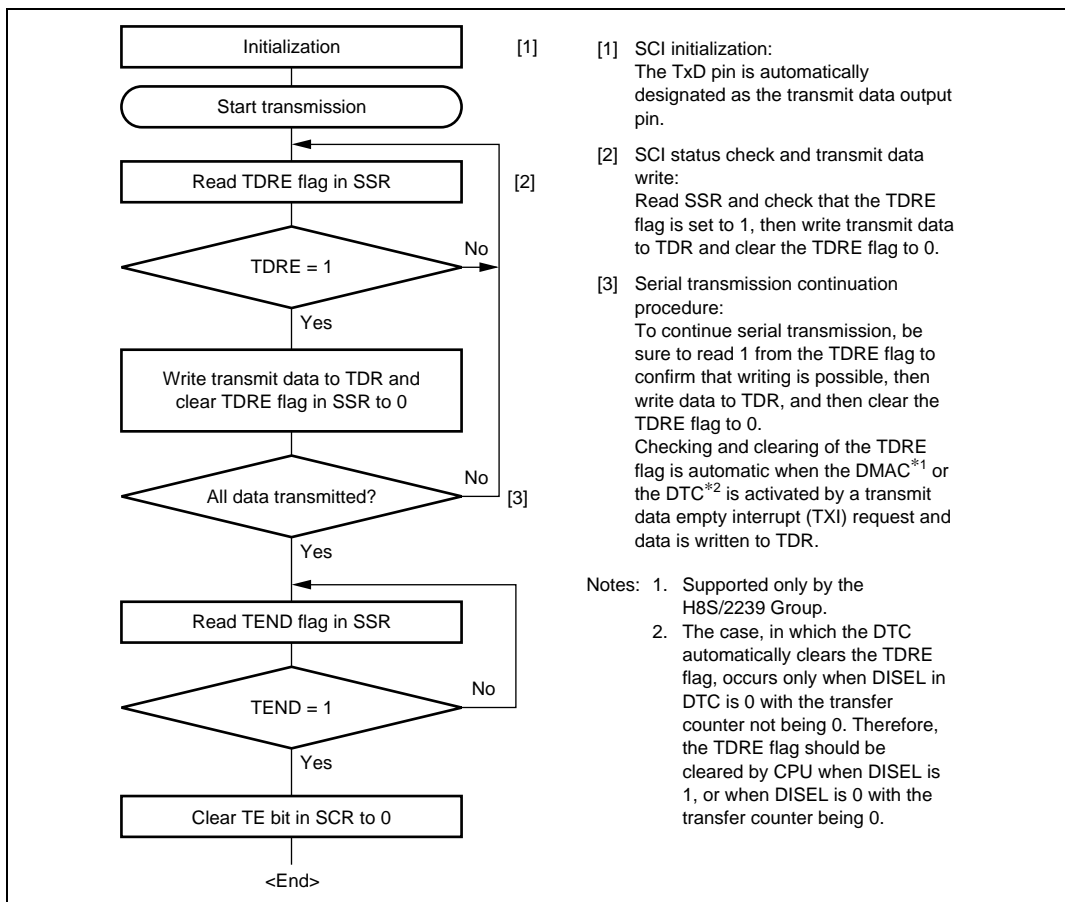 Initialization [1]
Start transmission
Read TDRE flag in SSR [2]
No
TDRE = 1
Yes
Write transmit data to TDR and
clear TDRE flag in SSR to 0
No
All data transmitted? [3]
Yes
Read TEND flag in SSR
No
TEND = 1
Yes
Clear TE bit in SCR to 0
<End>
[1] SCI initialization:
The TxD pin is automatically
designated as the transmit data output
pin.
[2] SCI status check and transmit data
write:
Read SSR and check that the TDRE
flag is set to 1, then write transmit data
to TDR and clear the TDRE flag to 0.
[3] Serial transmission continuation
procedure:
To continue serial transmission, be
sure to read 1 from the TDRE flag to
confirm that writing is possible, then
write data to TDR, and then clear the
TDRE flag to 0.
Checking and clearing of the TDRE
flag is automatic when the DMAC*1 or
the DTC*2 is activated by a transmit
data empty interrupt (TXI) request and
data is written to TDR.
Notes: 1. Supported only by the
H8S/2239 Group.
2. The case, in which the DTC
automatically clears the TDRE
flag, occurs only when DISEL in
DTC is 0 with the transfer
counter not being 0. Therefore,
the TDRE flag should be
cleared by CPU when DISEL is
1, or when DISEL is 0 with the
transfer counter being 0.